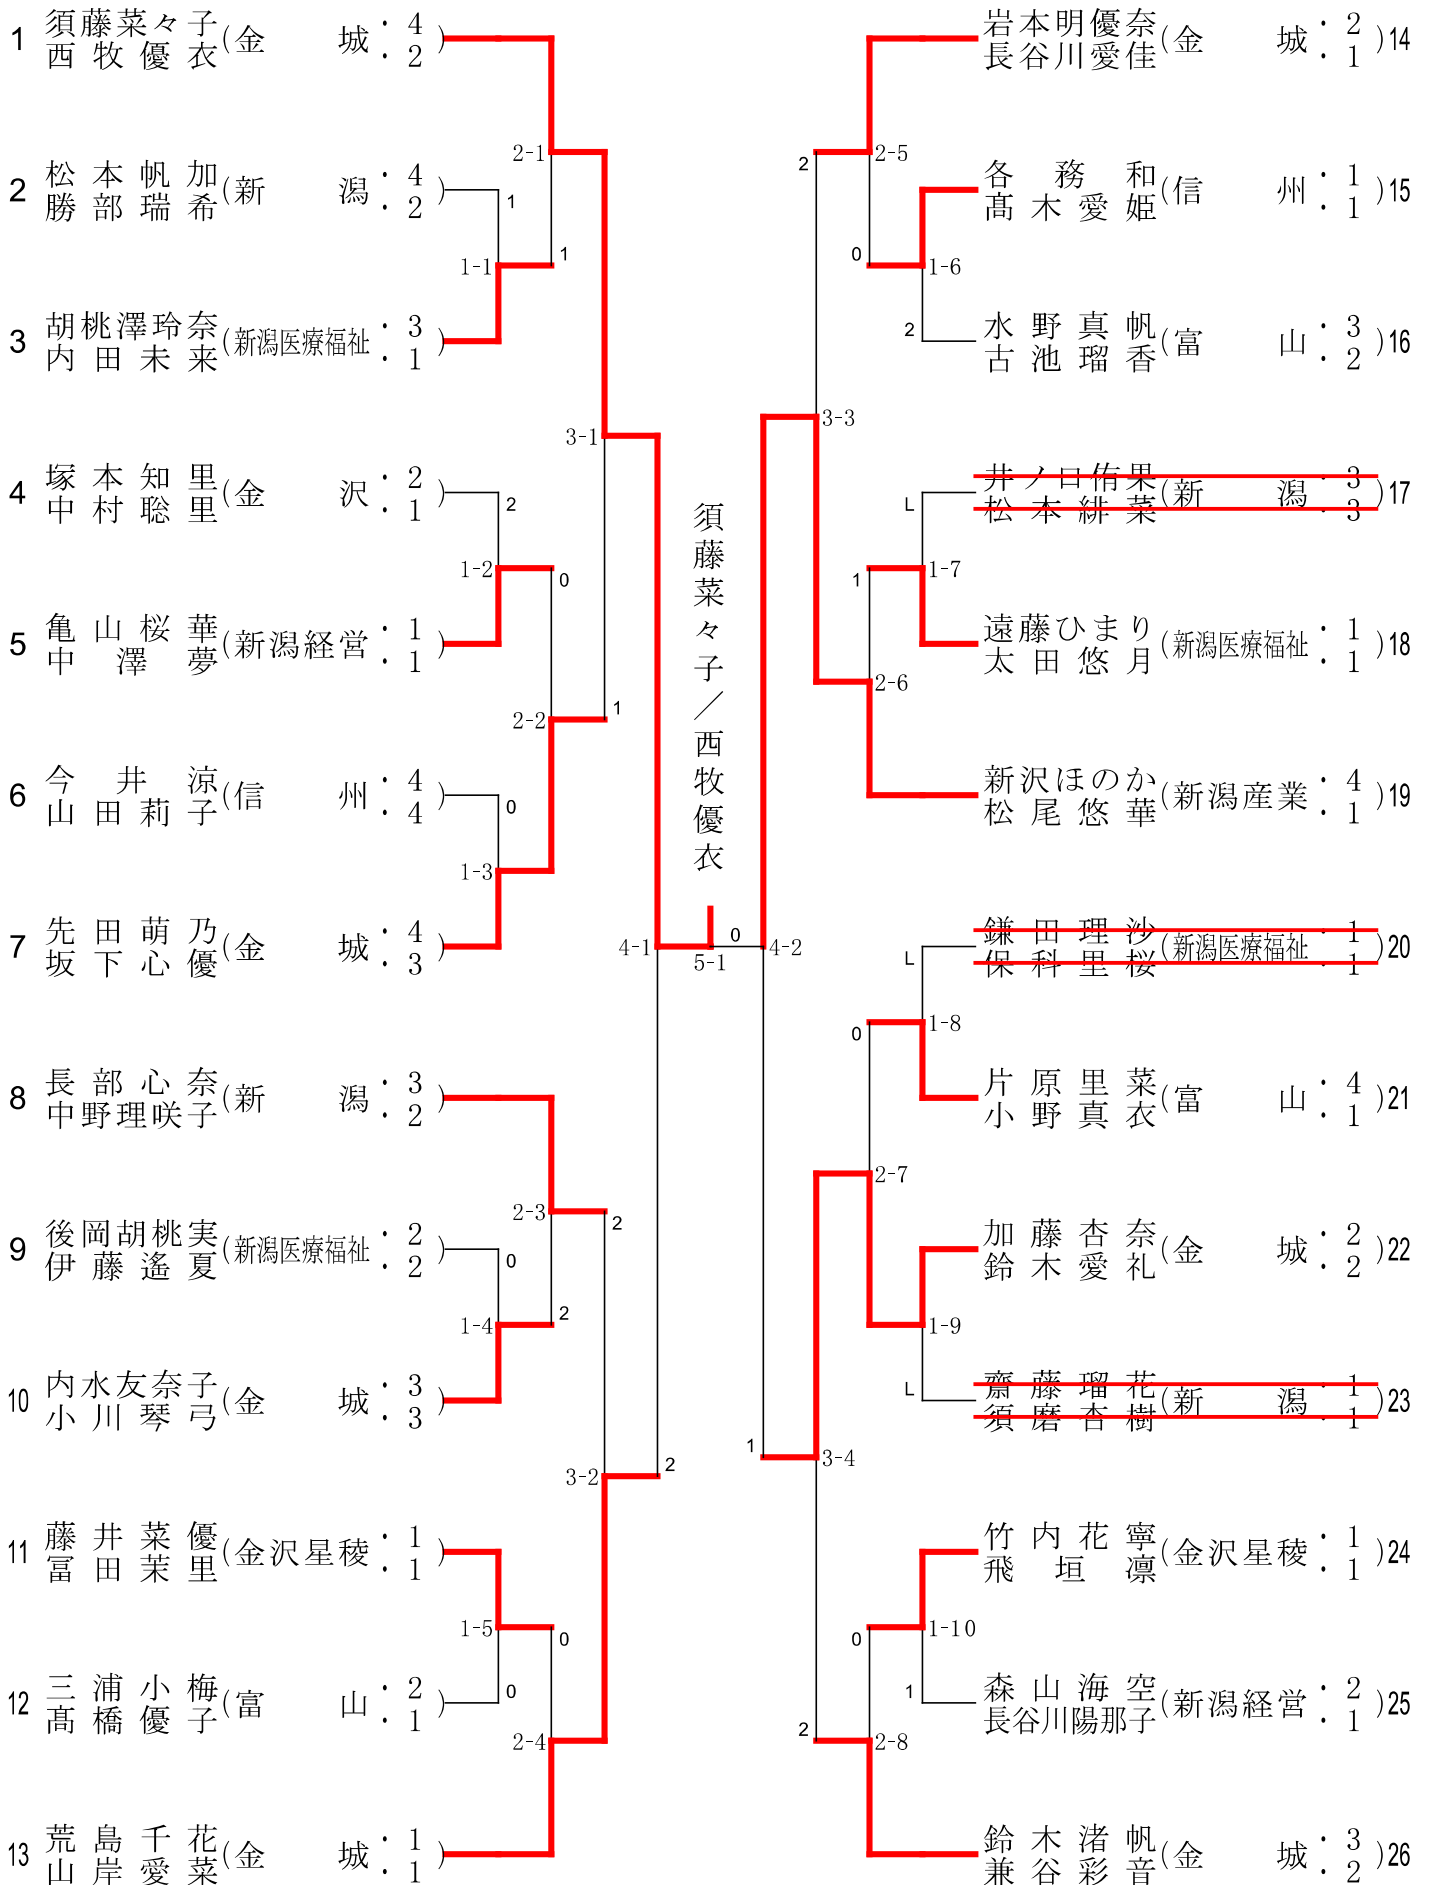 1 須藤菜々子 (金城・4)
西牧優衣 ・2
2 松本帆加 (新潟・4)
勝部瑞希 ・2
3 胡桃澤玲奈 (新潟医療福祉・3)
内田未来 ・1
4 塚本知里 (金沢・2)
中村聡里 ・1
5 亀山桜華 (新潟経営・1)
中澤夢 ・1
6 今井涼 (信州・4)
山田莉子 ・4
7 先田萌乃 (金城・4)
坂下心優 ・3
8 長部心奈 (新潟・3)
中野理咲子 ・2
9 後岡胡桃実 (新潟医療福祉・2)
伊藤遙夏 ・2
10 内水友奈子 (金城・3)
小川琴弓 ・3
11 藤井菜優 (金沢星稜・1)
冨田茉里 ・1
12 三浦小梅 (富山・2)
髙橋優子 ・1
13 荒島千花 (金城・1)
山岸愛菜 ・1
2-1
1
1-1
1
3-1
2
1-2
0
2-2
1
0
1-3
4-1
2-3
2
0
1-4
2
3-2
2
1-5
0
0
2-4
須藤菜々子／西牧優衣
0
5-1
4-2
2
2-5
0
1-6
2
3-3
L
1-7
1
2-6
L
1-8
0
2-7
1-9
L
1
3-4
1-10
0
1
2
2-8
岩本明優奈 (金城・2) 14
長谷川愛佳 ・1
各務和 (信州・1) 15
髙木愛姫 ・1
水野真帆 (富山・3) 16
古池瑠香 ・2
井ノ口侑果 (新潟・3) 17
松本緋菜 ・3
遠藤ひまり (新潟医療福祉・1) 18
太田悠月 ・1
新沢ほのか (新潟産業・4) 19
松尾悠華 ・1
鎌田理沙 (新潟医療福祉・1) 20
保科里桜 ・1
片原里菜 (富山・4) 21
小野真衣 ・1
加藤杏奈 (金城・2) 22
鈴木愛礼 ・2
齋藤瑠花 (新潟・1) 23
須磨杏樹 ・1
竹内花寧 (金沢星稜・1) 24
飛垣凛 ・1
森山海空 (新潟経営・2) 25
長谷川陽那子 ・1
鈴木渚帆 (金城・3) 26
兼谷彩音 ・2